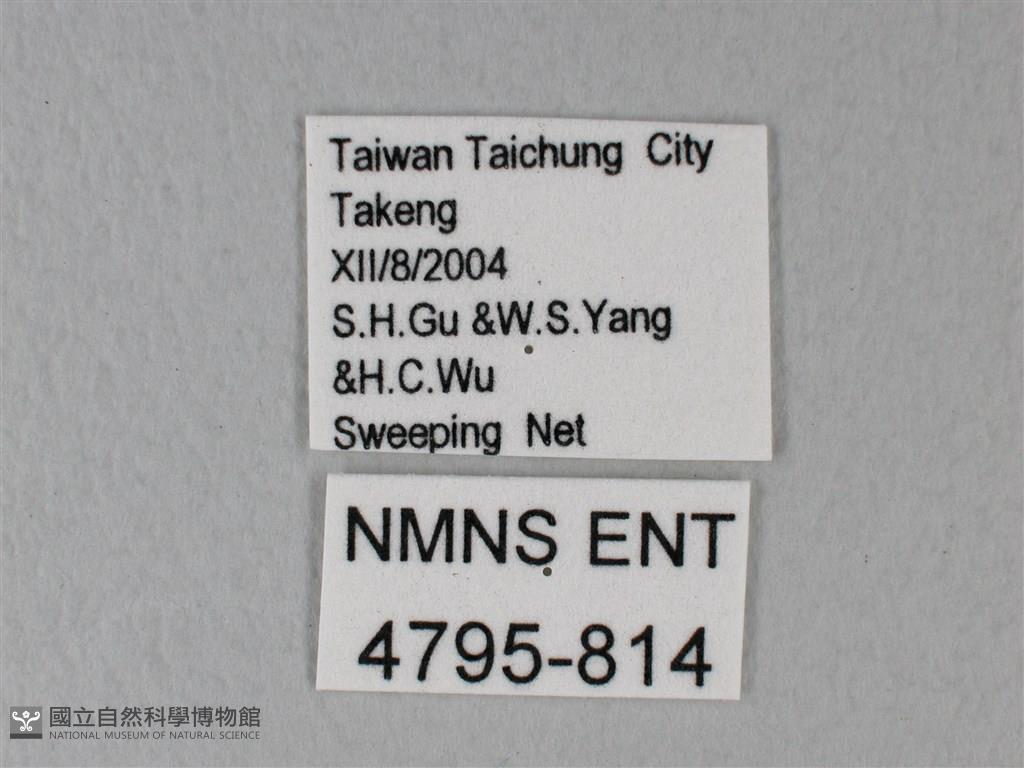 Taiwan Taichung City
Takeng
XII/8/2004
S.H.Gu &W.S.Yang
&H.C.Wu
Sweeping Net
NMNS ENT
4795-814
國立自然科學博物館
NATIONAL MUSEUM OF NATURAL SCIENCE